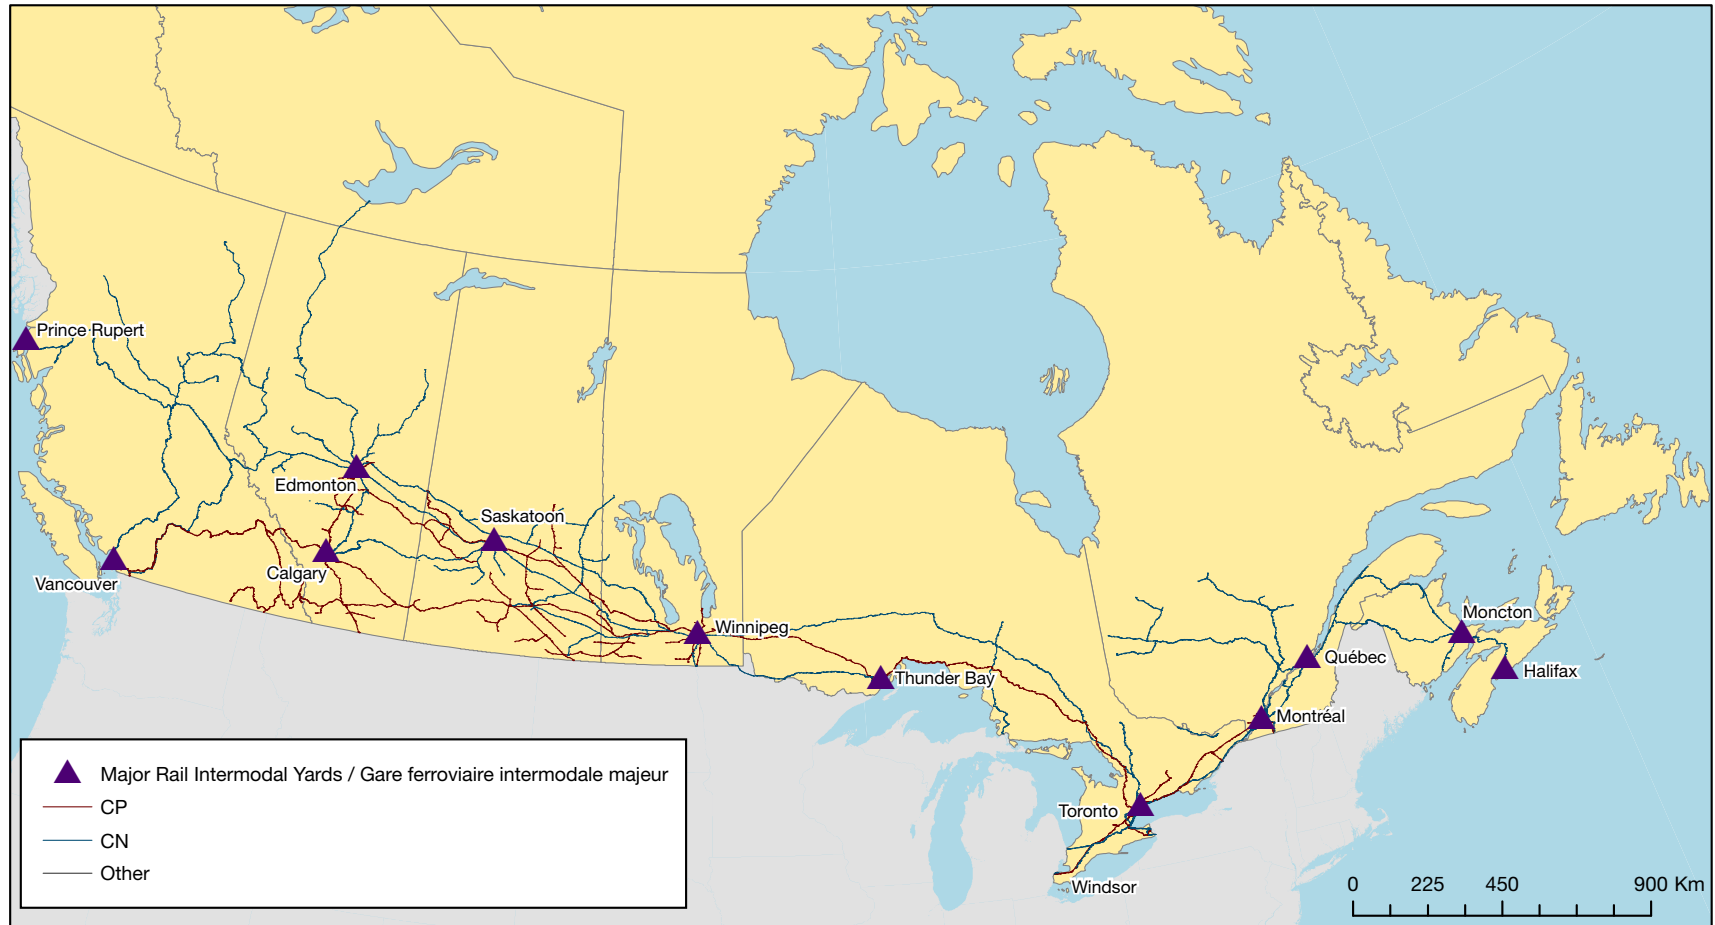 Prince Rupert
Edmonton
Saskatoon
Calgary
Vancouver
Winnipeg
Thunder Bay
Moncton
Québec
Halifax
Montréal
Toronto
Windsor
Major Rail Intermodal Yards / Gare ferroviaire intermodale majeur
CP
CN
Other
0 225 450 900 Km